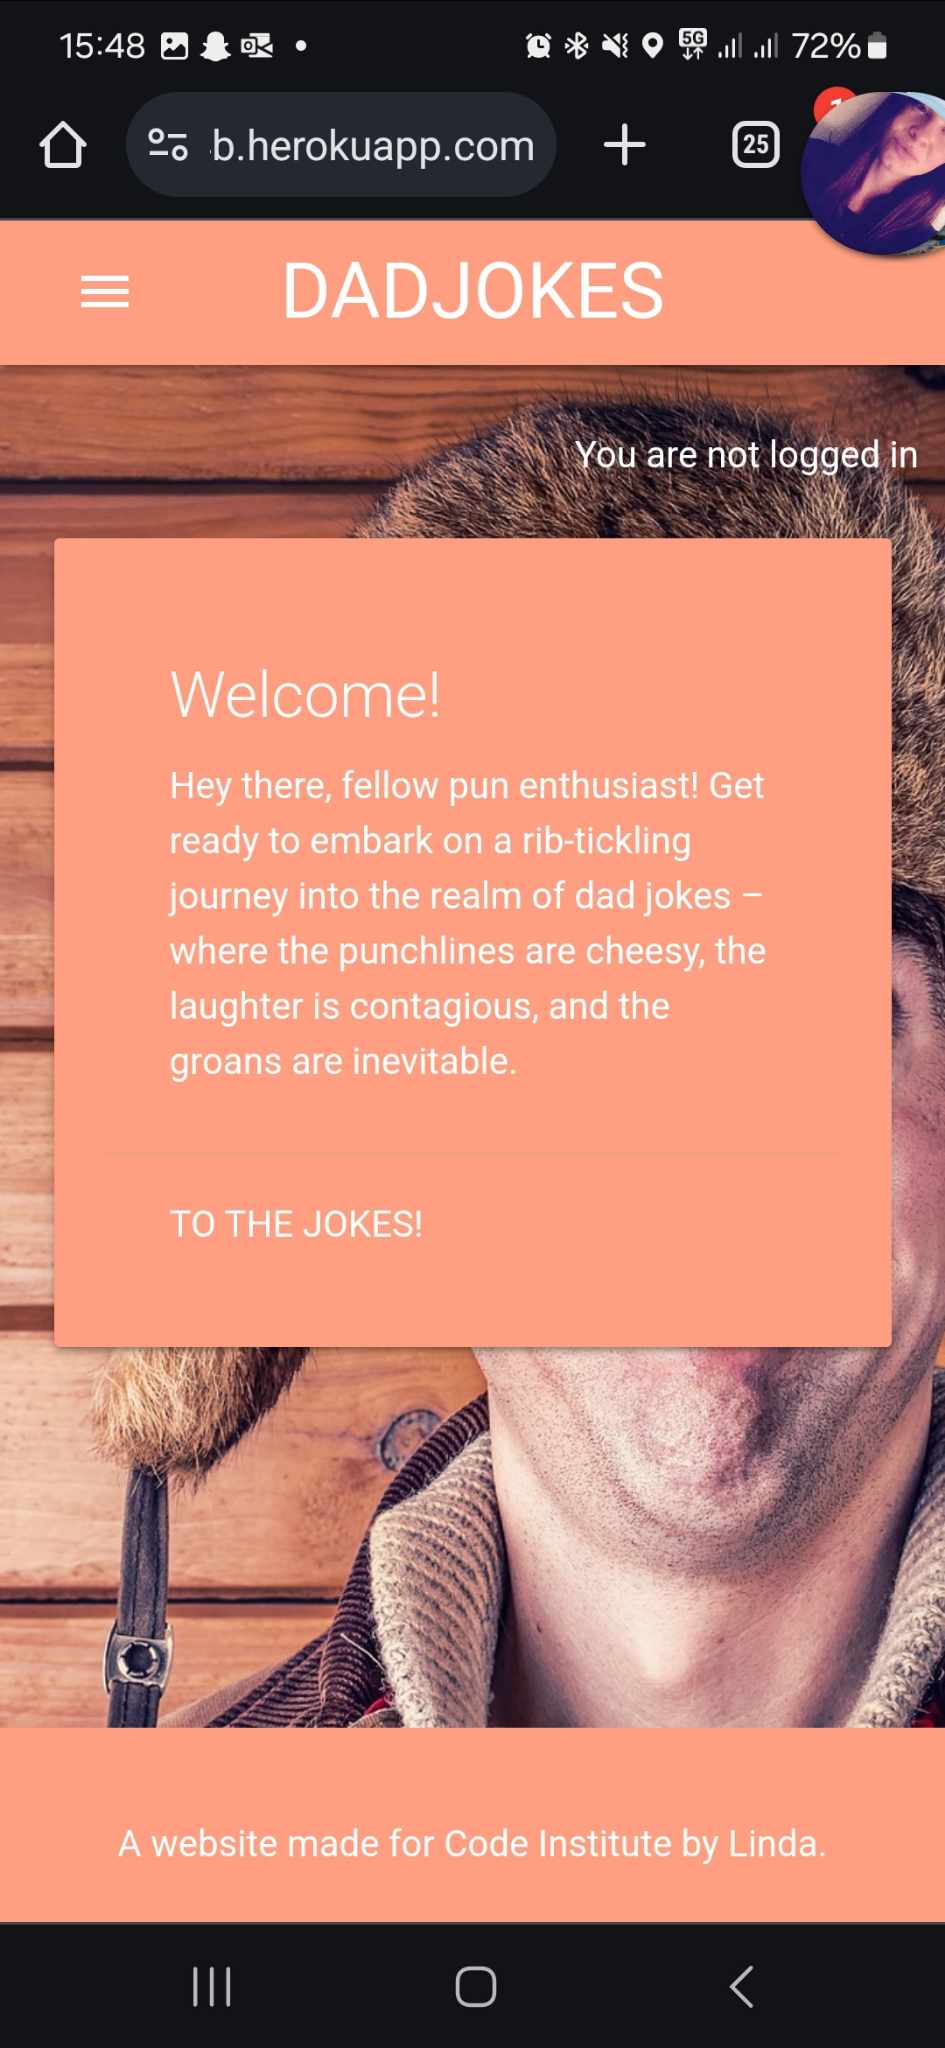 15:48
5G
72%
b.herokuapp.com
25
DADJOKES
You are not logged in
Welcome!
Hey there, fellow pun enthusiast! Get
ready to embark on a rib-tickling
journey into the realm of dad jokes –
where the punchlines are cheesy, the
laughter is contagious, and the
groans are inevitable.
TO THE JOKES!
A website made for Code Institute by Linda.